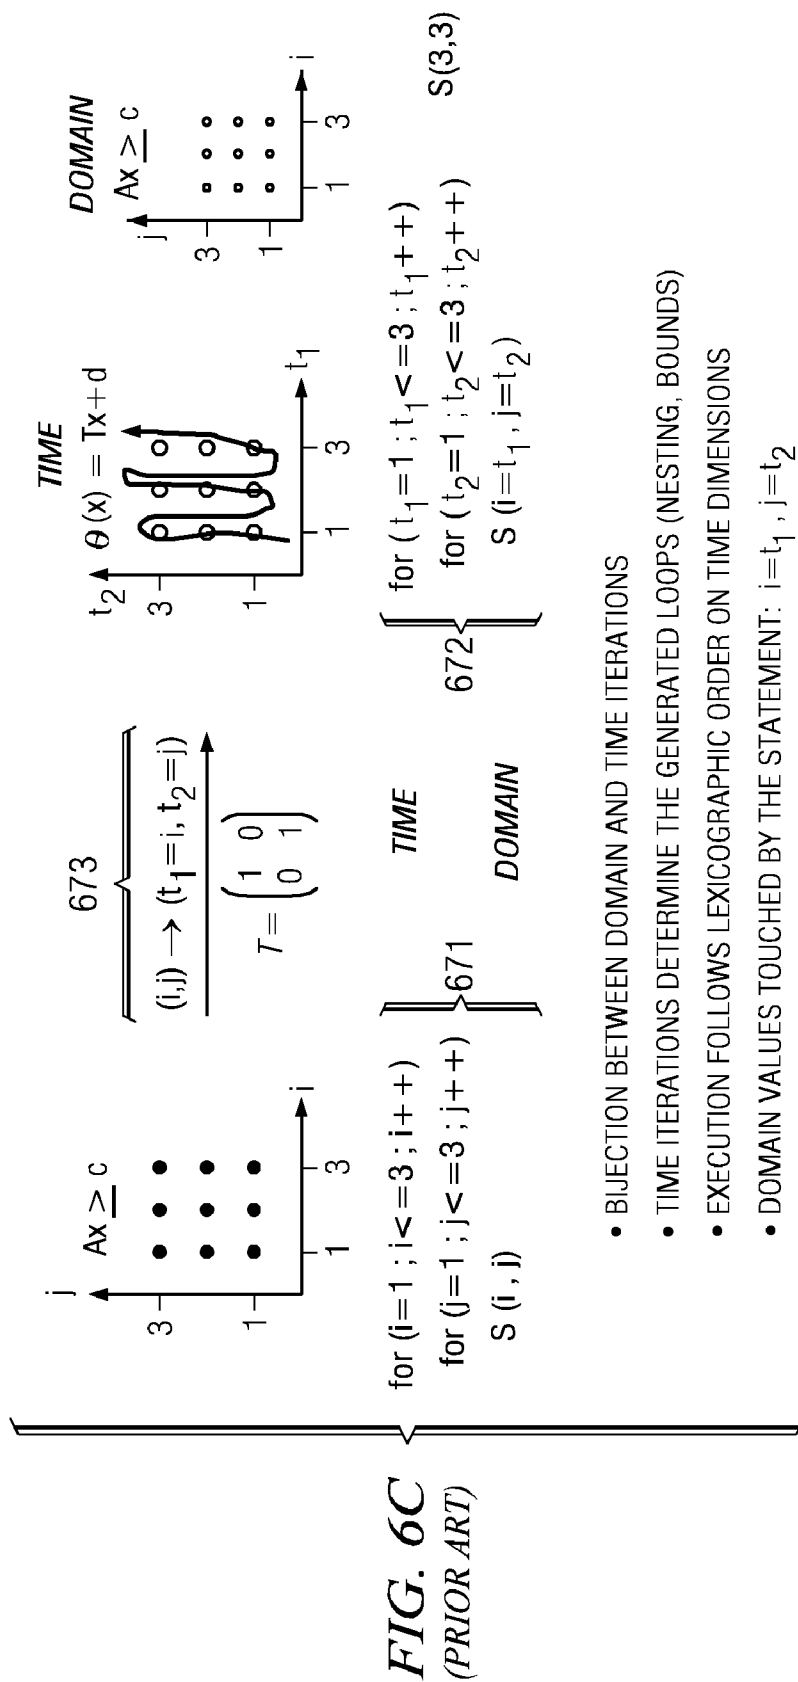 673
TIME
DOMAIN
Ax ≥ c
j
3
1
1
3
i
(i,j) → (t1=i, t2=j)
T= ( 1 0
0 1 )
θ(x) = Tx+d
t2
3
1
1
3
t1
Ax ≥ c
j
3
1
1
3
i
for (i=1 ; i<=3 ; i++)
for (j=1 ; j<=3 ; j++)
S (i , j)
671
TIME
DOMAIN
672
for ( t1=1 ; t1<=3 ; t1++)
for ( t2=1 ; t2<=3 ; t2++)
S (i=t1 , j=t2)
S(3,3)
• BIJECTION BETWEEN DOMAIN AND TIME ITERATIONS
• TIME ITERATIONS DETERMINE THE GENERATED LOOPS (NESTING, BOUNDS)
• EXECUTION FOLLOWS LEXICOGRAPHIC ORDER ON TIME DIMENSIONS
• DOMAIN VALUES TOUCHED BY THE STATEMENT: i=t1 , j=t2
FIG. 6C
(PRIOR ART)